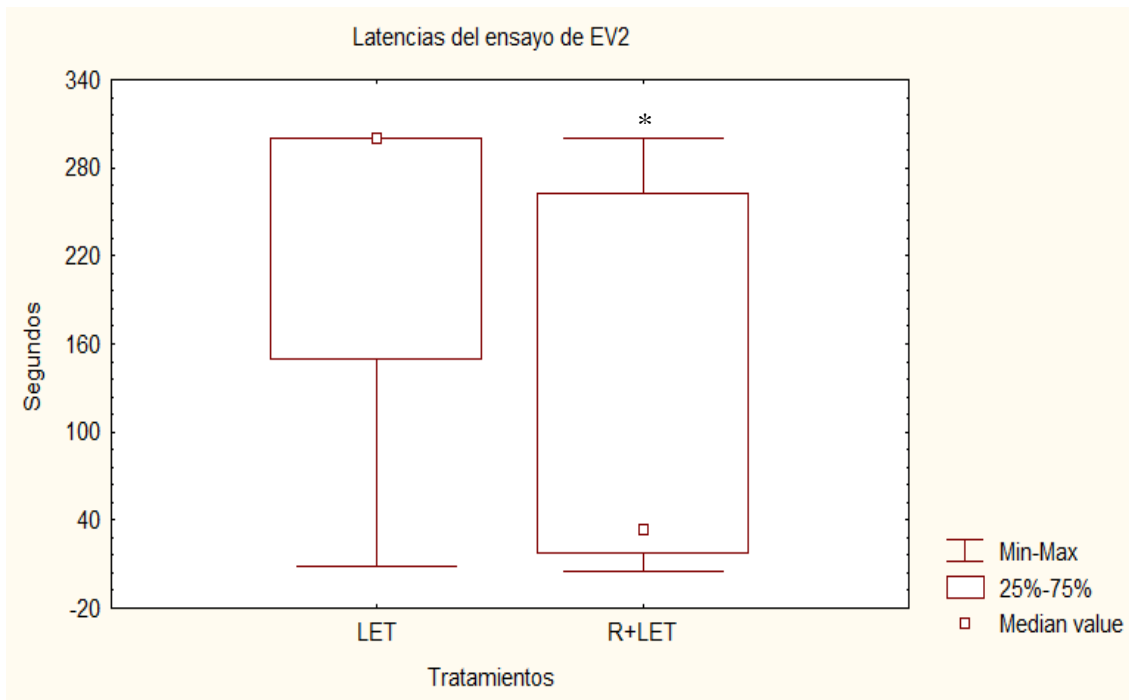 Latencias del ensayo de EV2
340
280
220
160
100
40
-20
Segundos
*
LET
R+LET
Tratamientos
Min-Max
25%-75%
Median value